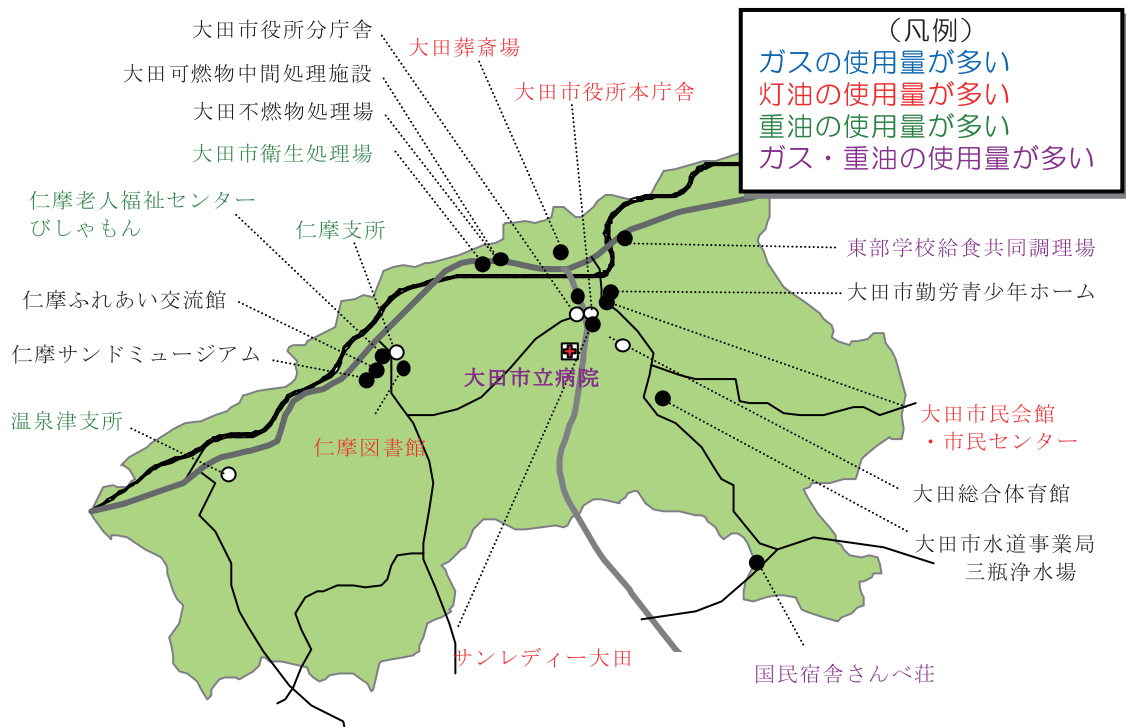 大田市役所分庁舎
大田葬斎場
大田可燃物中間処理施設
大田市役所本庁舎
大田不燃物処理場
大田市衛生処理場
(凡例)
ガスの使用量が多い
灯油の使用量が多い
重油の使用量が多い
ガス・重油の使用量が多い
仁摩老人福祉センター
びしゃもん
仁摩支所
東部学校給食共同調理場
仁摩ふれあい交流館
大田市勤労青少年ホーム
仁摩サンドミュージアム
大田市立病院
温泉津支所
大田市民会館
・市民センター
仁摩図書館
大田総合体育館
大田市水道事業局
三瓶浄水場
サンレディー大田
国民宿舎さんべ荘